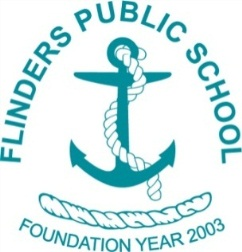 FLINDERS PUBLIC SCHOOL
FOUNDATION YEAR 2003